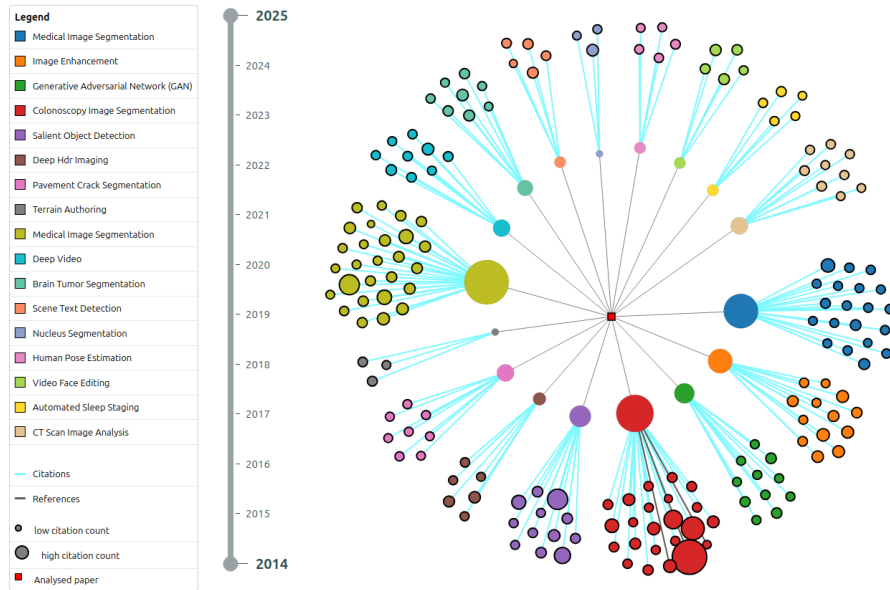 Legend
Medical Image Segmentation
Image Enhancement
Generative Adversarial Network (GAN)
Colonoscopy Image Segmentation
Salient Object Detection
Deep Hdr Imaging
Pavement Crack Segmentation
Terrain Authoring
Medical Image Segmentation
Deep Video
Brain Tumor Segmentation
Scene Text Detection
Nucleus Segmentation
Human Pose Estimation
Video Face Editing
Automated Sleep Staging
CT Scan Image Analysis
Citations
References
low citation count
high citation count
Analysed paper
2025
2024
2023
2022
2021
2020
2019
2018
2017
2016
2015
2014